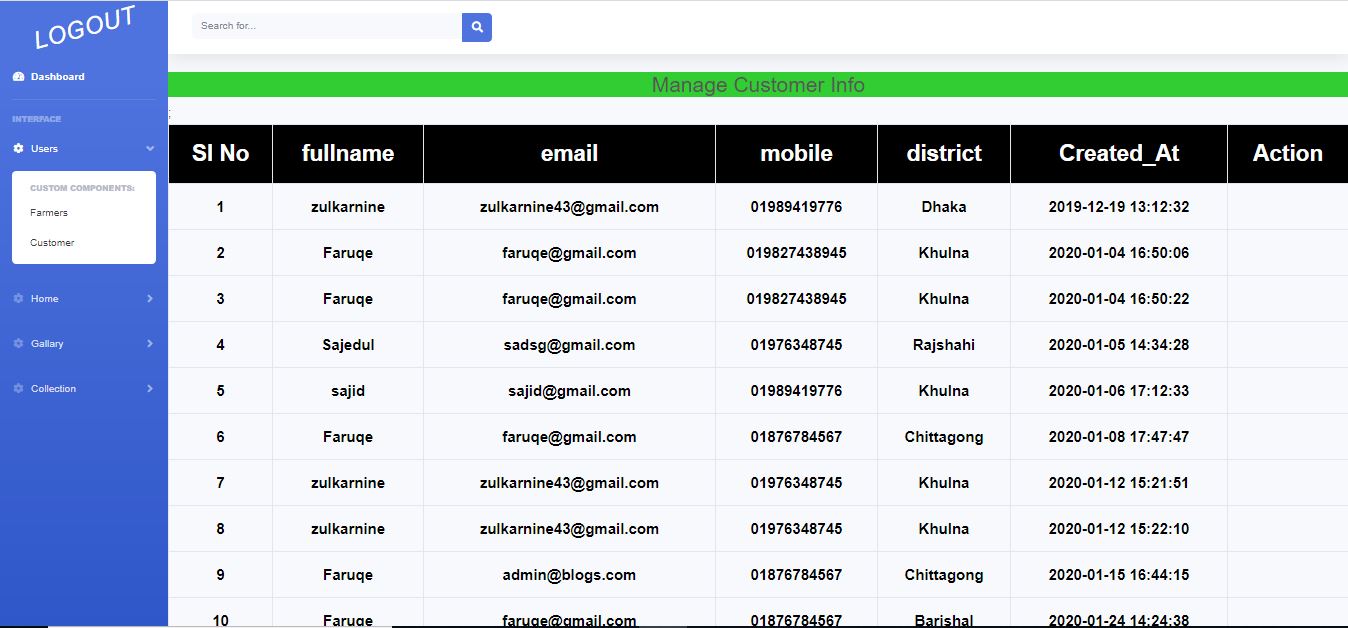 LOGOUT
Search for...
Dashboard
INTERFACE
Users
CUSTOM COMPONENTS:
Farmers
Customer
Home
Gallary
Collection
Manage Customer Info
;
Sl No fullname email mobile district Created_At Action
1 zulkarnine zulkarnine43@gmail.com 01989419776 Dhaka 2019-12-19 13:12:32
2 Faruqe faruqe@gmail.com 019827438945 Khulna 2020-01-04 16:50:06
3 Faruqe faruqe@gmail.com 019827438945 Khulna 2020-01-04 16:50:22
4 Sajedul sadsg@gmail.com 01976348745 Rajshahi 2020-01-05 14:34:28
5 sajid sajid@gmail.com 01989419776 Khulna 2020-01-06 17:12:33
6 Faruqe faruqe@gmail.com 01876784567 Chittagong 2020-01-08 17:47:47
7 zulkarnine zulkarnine43@gmail.com 01976348745 Khulna 2020-01-12 15:21:51
8 zulkarnine zulkarnine43@gmail.com 01976348745 Khulna 2020-01-12 15:22:10
9 Faruqe admin@blogs.com 01876784567 Chittagong 2020-01-15 16:44:15
10 Faruqe faruqe@gmail.com 01876784567 Barishal 2020-01-24 14:24:38